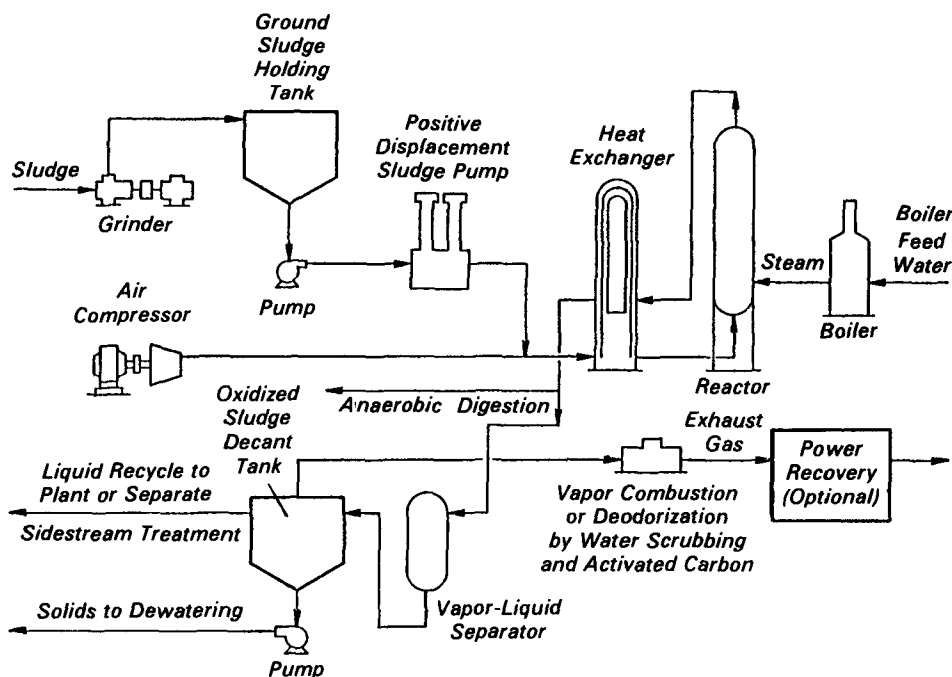 Ground
Sludge
Holding
Tank
Positive
Displacement
Sludge Pump
Heat
Exchanger
Sludge
Grinder
Boiler
Feed
Water
Steam
Air
Compressor
Pump
Boiler
Reactor
Oxidized
Sludge
Decant
Tank
Anaerobic Digestion
Exhaust
Gas
Liquid Recycle to
Plant or Separate
Sidestream Treatment
Power
Recovery
(Optional)
Vapor Combustion
or Deodorization
by Water Scrubbing
and Activated Carbon
Solids to Dewatering
Vapor-Liquid
Separator
Pump